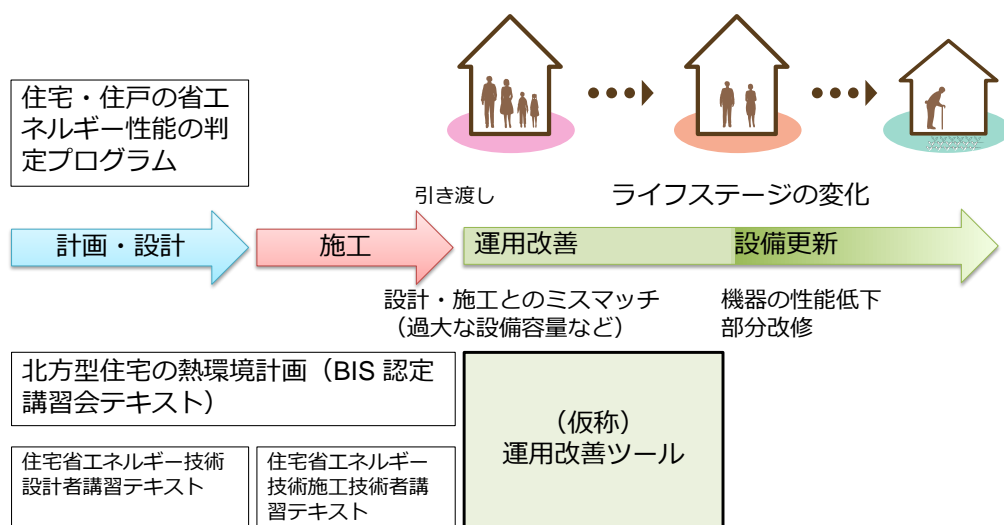 住宅・住戸の省エ
ネルギー性能の判
定プログラム
引き渡し
ライフステージの変化
計画・設計
施工
運用改善
設備更新
設計・施工とのミスマッチ
（過大な設備容量など）
機器の性能低下
部分改修
北方型住宅の熱環境計画（BIS 認定
講習会テキスト）
（仮称）
運用改善ツール
住宅省エネルギー技術
設計者講習テキスト
住宅省エネルギー
技術施工技術者講
習テキスト